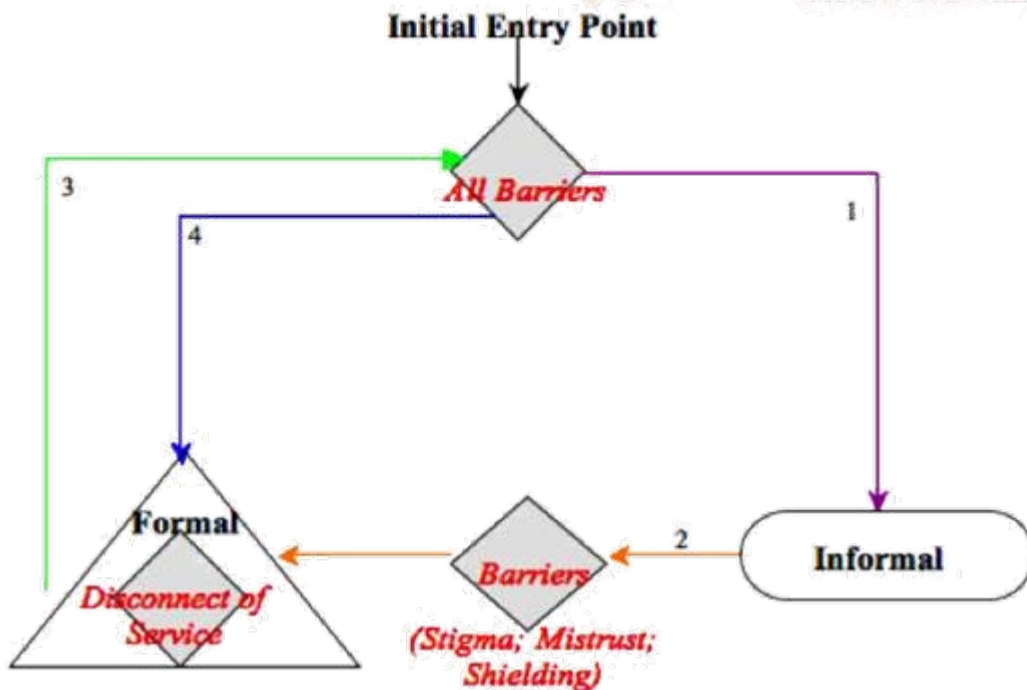 Initial Entry Point
3
All Barriers
1
4
Formal
2
Barriers
Informal
Disconnect of
Service
(Stigma; Mistrust;
Shielding)